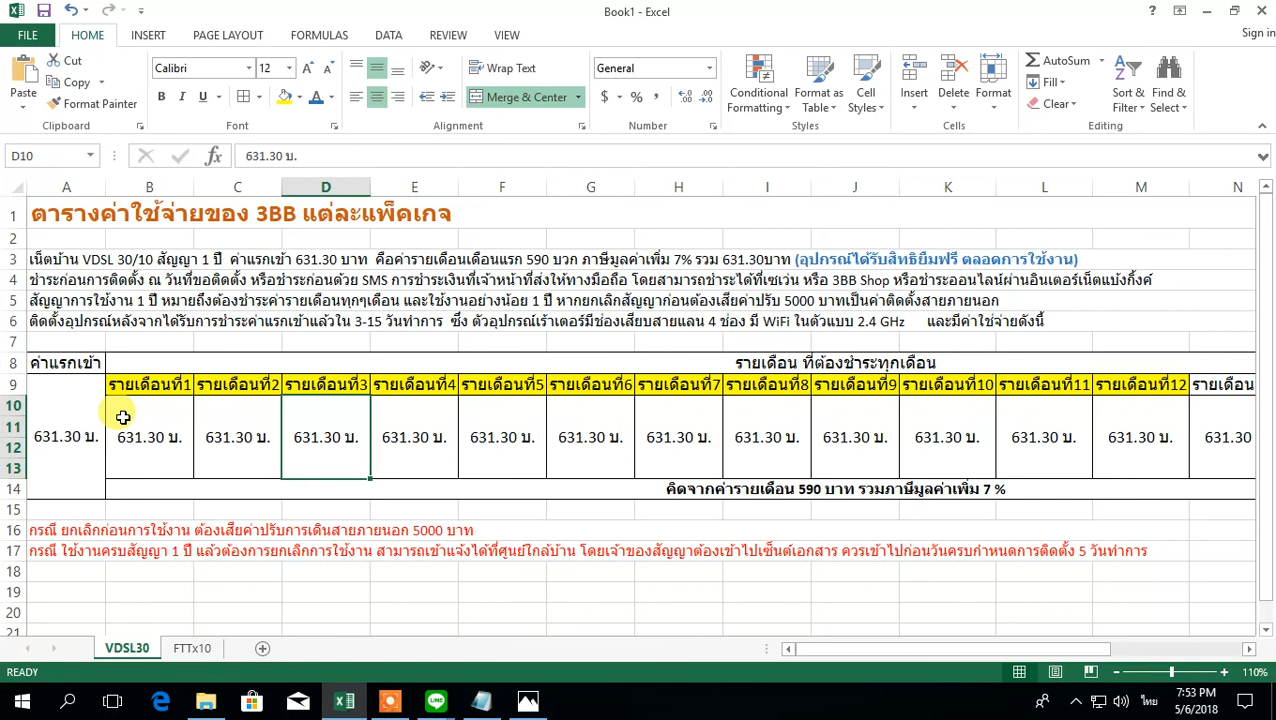 Book1 - Excel
Sign in
FILE HOME INSERT PAGE LAYOUT FORMULAS DATA REVIEW VIEW
Paste Cut Copy Format Painter
Clipboard
Calibri 12
Font
Wrap Text
Merge & Center
Alignment
General
Number
Conditional Formatting Format as Table Cell Styles
Styles
Insert Delete Format
Cells
AutoSum Fill Clear Sort & Filter Find & Select
Editing
D10 631.30 บ.
A B C D E F G H I J K L M N
1 ตารางค่าใช้จ่ายของ 3BB แต่ละแพ็คเกจ
2
3 เน็ตบ้าน VDSL 30/10 สัญญา 1 ปี ค่าแรกเข้า 631.30 บาท คือค่ารายเดือนเดือนแรก 590 บวก ภาษีมูลค่าเพิ่ม 7% รวม 631.30บาท (อุปกรณ์ได้รับสิทธิยืมฟรี ตลอดการใช้งาน)
4 ชำระก่อนการติดตั้ง ณ วันที่ขอติดตั้ง หรือชำระก่อนด้วย SMS การชำระเงินที่เจ้าหน้าที่ส่งให้ทางมือถือ โดยสามารถชำระได้ที่เซเว่น หรือ 3BB Shop หรือชำระออนไลน์ผ่านอินเตอร์เน็ตแบ้งกิ้งค์
5 สัญญาการใช้งาน 1 ปี หมายถึงต้องชำระค่ารายเดือนทุกๆเดือน และใช้งานอย่างน้อย 1 ปี หากยกเลิกสัญญาก่อนต้องเสียค่าปรับ 5000 บาทเป็นค่าติดตั้งสายภายนอก
6 ติดตั้งอุปกรณ์หลังจากได้รับการชำระค่าแรกเข้าแล้วใน 3-15 วันทำการ ซึ่ง ตัวอุปกรณ์เร้าเตอร์มีช่องเสียบสายแลน 4 ช่อง มี WiFi ในตัวแบบ 2.4 GHz และมีค่าใช้จ่ายดังนี้
7
8 ค่าแรกเข้า รายเดือน ที่ต้องชำระทุกเดือน
9 รายเดือนที่1 รายเดือนที่2 รายเดือนที่3 รายเดือนที่4 รายเดือนที่5 รายเดือนที่6 รายเดือนที่7 รายเดือนที่8 รายเดือนที่9 รายเดือนที่10 รายเดือนที่11 รายเดือนที่12 รายเดือน
10
11 631.30 บ. 631.30 บ. 631.30 บ. 631.30 บ. 631.30 บ. 631.30 บ. 631.30 บ. 631.30 บ. 631.30 บ. 631.30 บ. 631.30 บ. 631.30 บ. 631.30 บ. 631.30
12
13
14 คิดจากค่ารายเดือน 590 บาท รวมภาษีมูลค่าเพิ่ม 7 %
15
16 กรณี ยกเลิกก่อนการใช้งาน ต้องเสียค่าปรับการเดินสายภายนอก 5000 บาท
17 กรณี ใช้งานครบสัญญา 1 ปี แล้วต้องการยกเลิกการใช้งาน สามารถเข้าแจ้งได้ที่ศูนย์ใกล้บ้าน โดยเจ้าของสัญญาต้องเข้าไปเซ็นต์เอกสาร ควรเข้าไปก่อนวันครบกำหนดการติดตั้ง 5 วันทำการ
18
19
20
21
VDSL30 FTTx10
READY 110%
ไทย 7:53 PM
5/6/2018